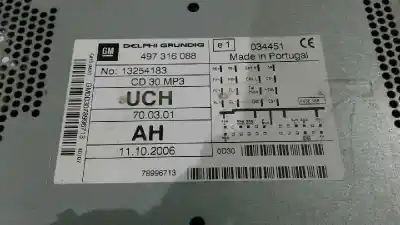 GM
DELPHI GRUNDIG
497 316 088
e1
034451
CE
Made in Portugal
No: 13254183
CD 30 MP3
UCH
70.03.01
AH
11.10.2006
0D30
78996713